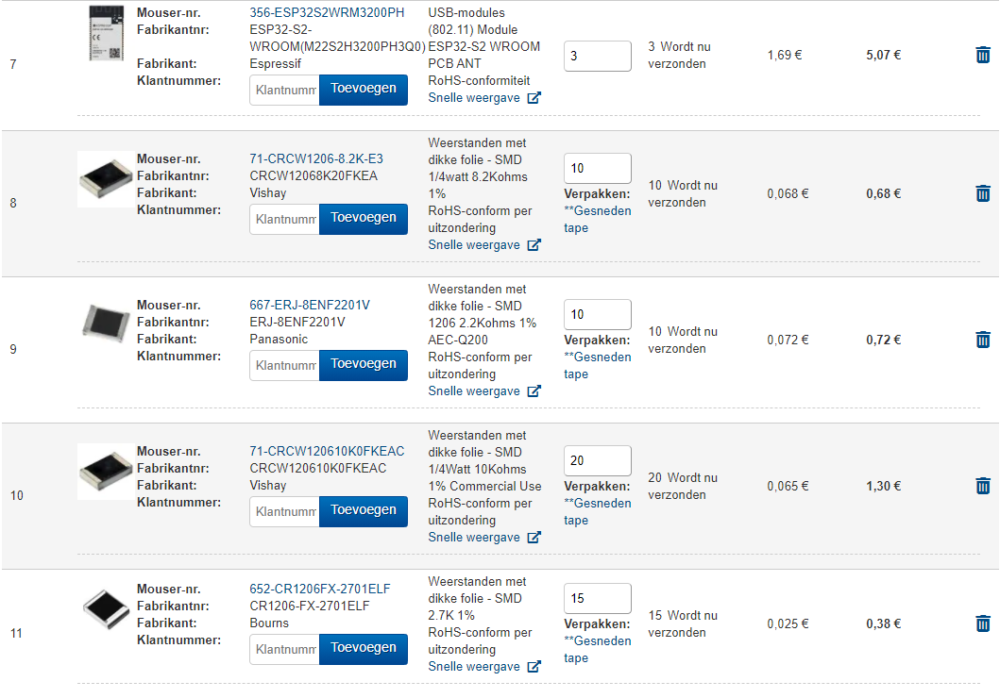 7
Mouser-nr. 356-ESP32S2WRM3200PH
Fabrikantnr: ESP32-S2-
WROOM(M22S2H3200PH3Q0)
Fabrikant: Espressif
Klantnummer: Klantnumm Toevoegen
USB-modules
(802.11) Module
ESP32-S2 WROOM
PCB ANT
RoHS-conformiteit
Snelle weergave
3
3 Wordt nu
verzonden
1,69 €
5,07 €
8
Mouser-nr. 71-CRCW1206-8.2K-E3
Fabrikantnr: CRCW12068K20FKEA
Fabrikant: Vishay
Klantnummer: Klantnumm Toevoegen
Weerstanden met
dikke folie - SMD
1/4watt 8.2Kohms
1%
RoHS-conform per
uitzondering
Snelle weergave
10
Verpakken:
**Gesneden
tape
10 Wordt nu
verzonden
0,068 €
0,68 €
9
Mouser-nr. 667-ERJ-8ENF2201V
Fabrikantnr: ERJ-8ENF2201V
Fabrikant: Panasonic
Klantnummer: Klantnumm Toevoegen
Weerstanden met
dikke folie - SMD
1206 2.2Kohms 1%
AEC-Q200
RoHS-conform per
uitzondering
Snelle weergave
10
Verpakken:
**Gesneden
tape
10 Wordt nu
verzonden
0,072 €
0,72 €
10
Mouser-nr. 71-CRCW120610K0FKEAC
Fabrikantnr: CRCW120610K0FKEAC
Fabrikant: Vishay
Klantnummer: Klantnumm Toevoegen
Weerstanden met
dikke folie - SMD
1/4Watt 10Kohms
1% Commercial Use
RoHS-conform per
uitzondering
Snelle weergave
20
Verpakken:
**Gesneden
tape
20 Wordt nu
verzonden
0,065 €
1,30 €
11
Mouser-nr. 652-CR1206FX-2701ELF
Fabrikantnr: CR1206-FX-2701ELF
Fabrikant: Bourns
Klantnummer: Klantnumm Toevoegen
Weerstanden met
dikke folie - SMD
2.7K 1%
RoHS-conform per
uitzondering
Snelle weergave
15
Verpakken:
**Gesneden
tape
15 Wordt nu
verzonden
0,025 €
0,38 €